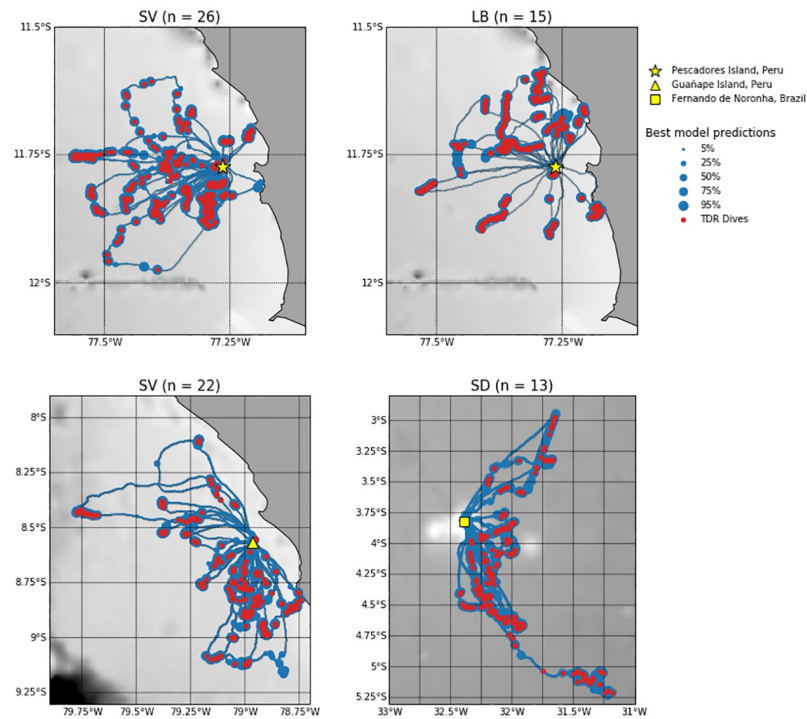 SV (n = 26)
11.5°S
11.75°S
12°S
77.5°W
77.25°W
LB (n = 15)
11.5°S
11.75°S
12°S
77.5°W
77.25°W
Pescadores Island, Peru
Guañape Island, Peru
Fernando de Noronha, Brazil
Best model predictions
5%
25%
50%
75%
95%
TDR Dives
SV (n = 22)
8°S
8.25°S
8.5°S
8.75°S
9°S
9.25°S
79.75°W
79.5°W
79.25°W
79°W
78.75°W
SD (n = 13)
3°S
3.25°S
3.5°S
3.75°S
4°S
4.25°S
4.5°S
4.75°S
5°S
5.25°S
33°W
32.5°W
32°W
31.5°W
31°W